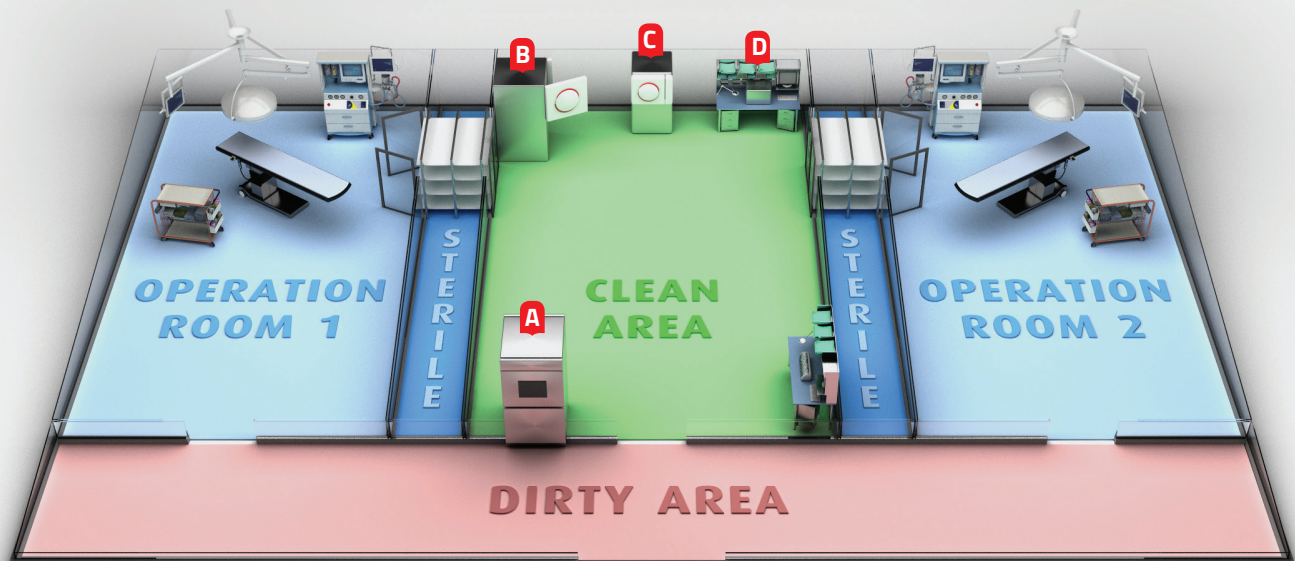 B
C
D
A
OPERATION
ROOM 1
STERILE
CLEAN
AREA
STERILE
OPERATION
ROOM 2
DIRTY AREA